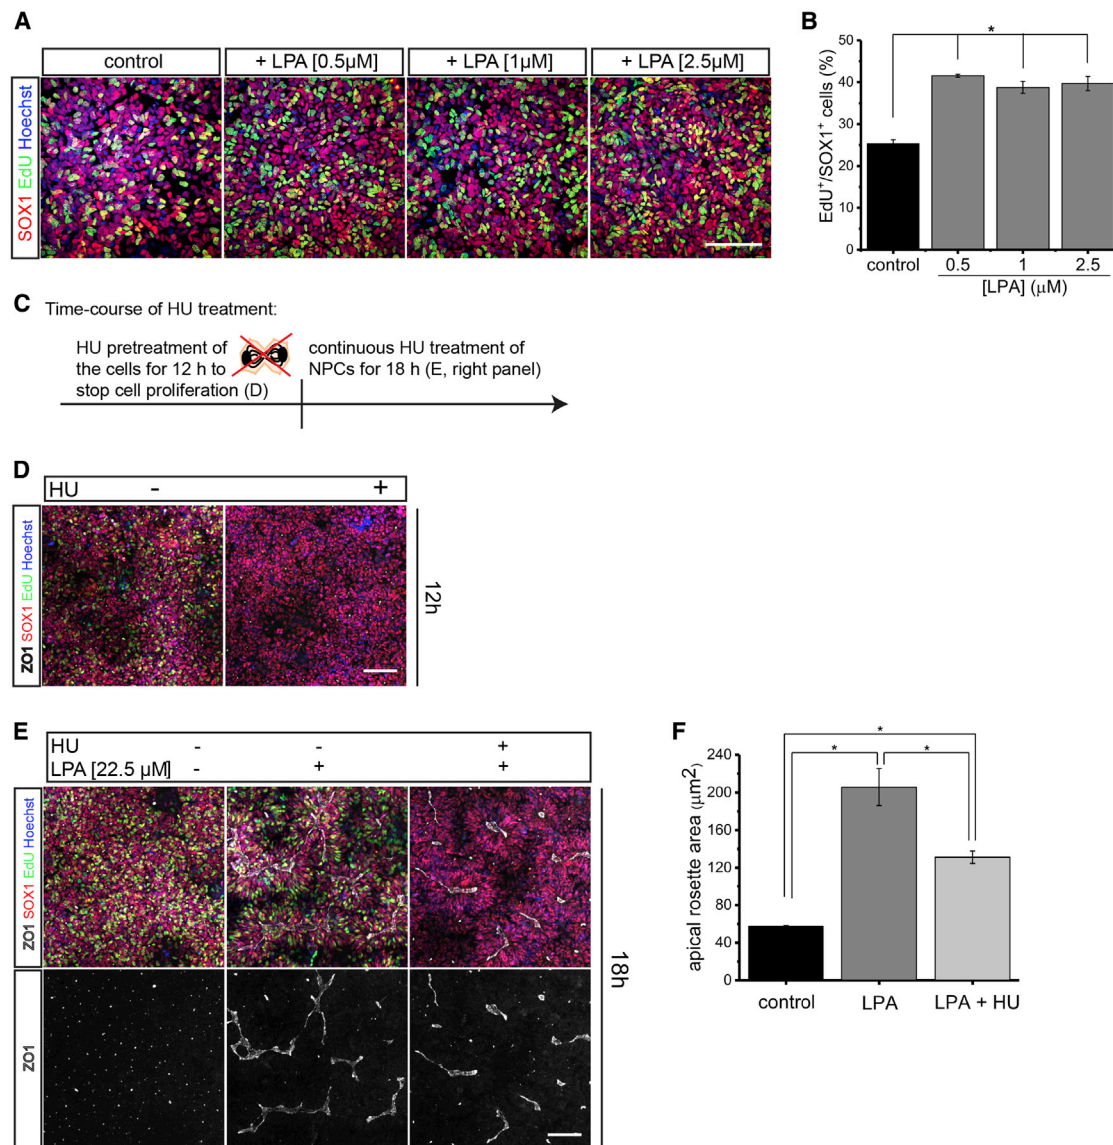 A
control
+ LPA [0.5µM]
+ LPA [1µM]
+ LPA [2.5µM]
SOX1 EdU Hoechst
B
*
EdU⁺/SOX1⁺ cells (%)
50
40
30
20
10
0
control
0.5
1
2.5
[LPA] (µM)
C
Time-course of HU treatment:
HU pretreatment of
the cells for 12 h to
stop cell proliferation (D)
continuous HU treatment of
NPCs for 18 h (E, right panel)
D
HU - +
ZO1 SOX1 EdU Hoechst
12h
E
HU - - +
LPA [22.5 µM] - + +
ZO1 SOX1 EdU Hoechst
ZO1
18h
F
*
* *
apical rosette area (µm²)
240
200
160
120
80
40
0
control
LPA
LPA + HU